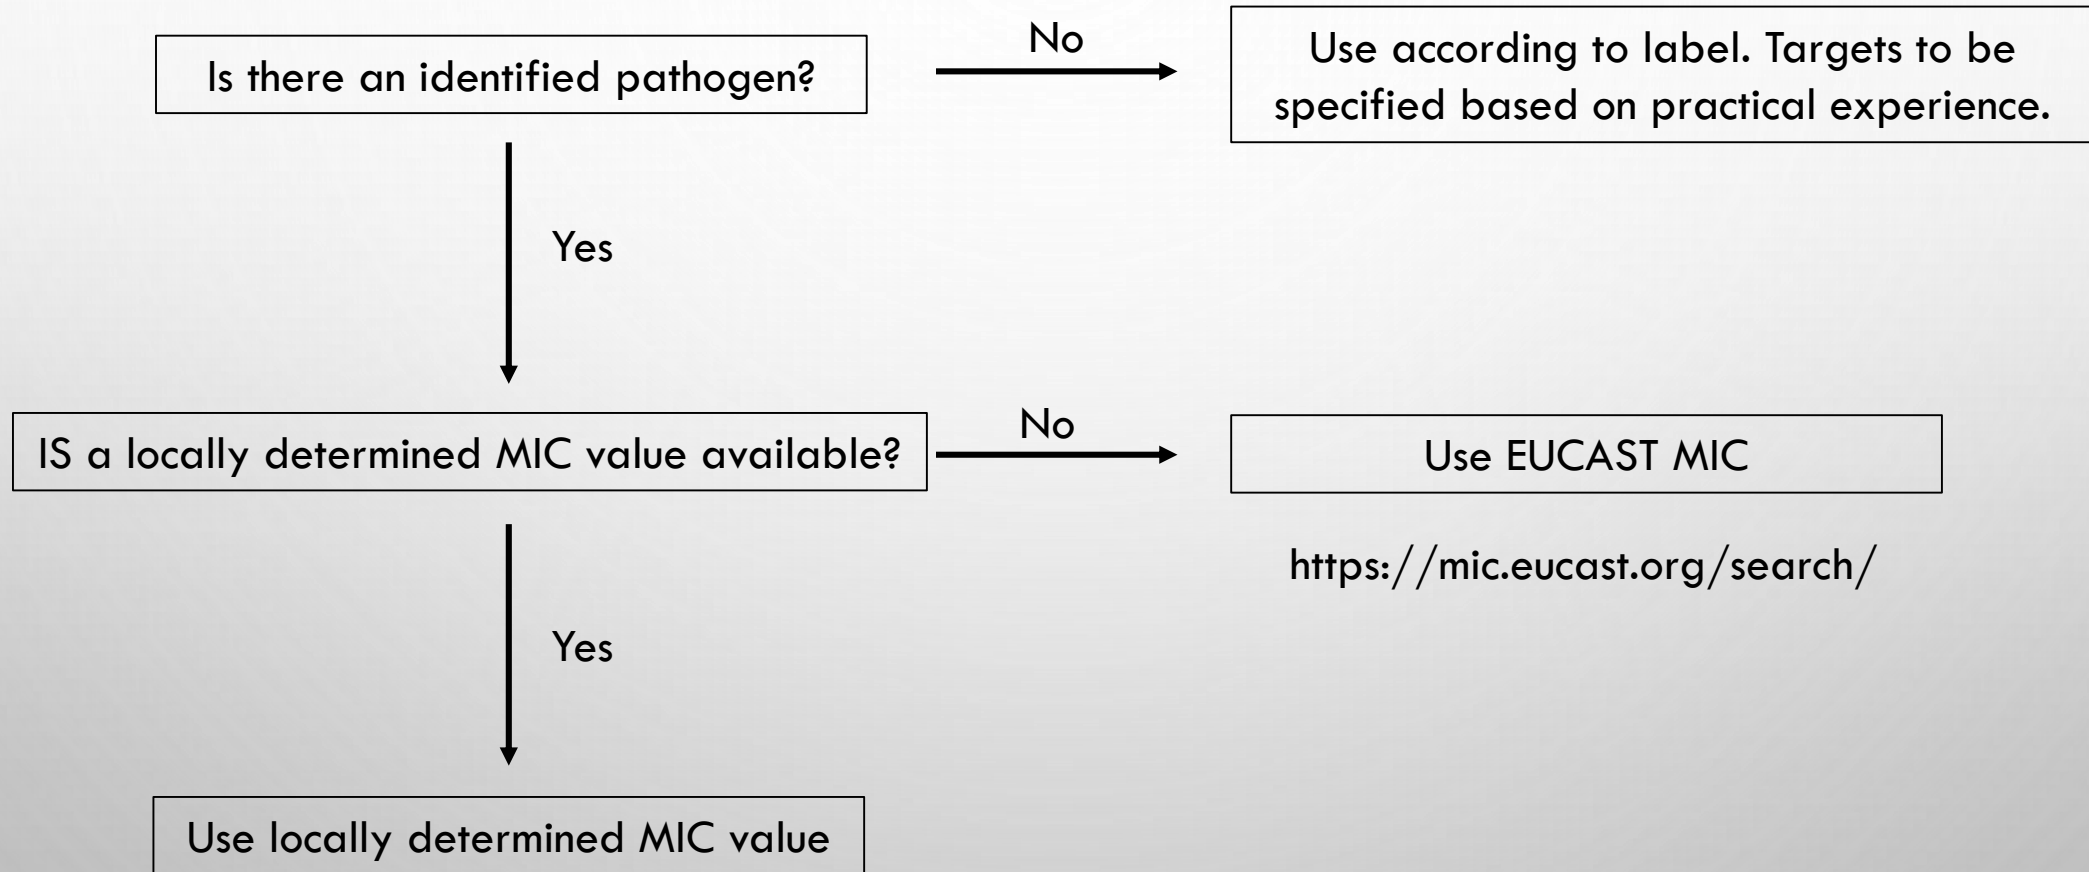 Is there an identified pathogen?
No
Use according to label. Targets to be
specified based on practical experience.
Yes
IS a locally determined MIC value available?
No
Use EUCAST MIC
https://mic.eucast.org/search/
Yes
Use locally determined MIC value